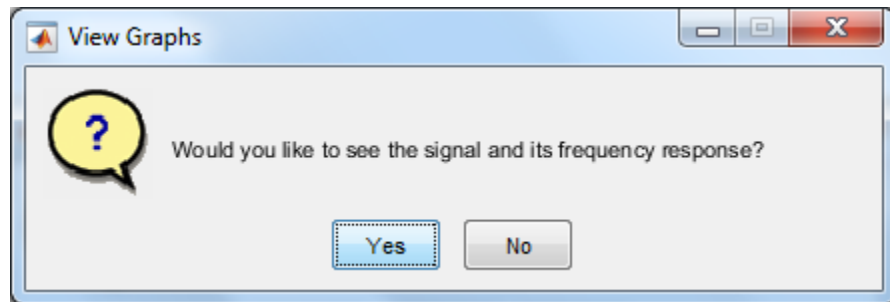 View Graphs
?
Would you like to see the signal and its frequency response?
Yes
No